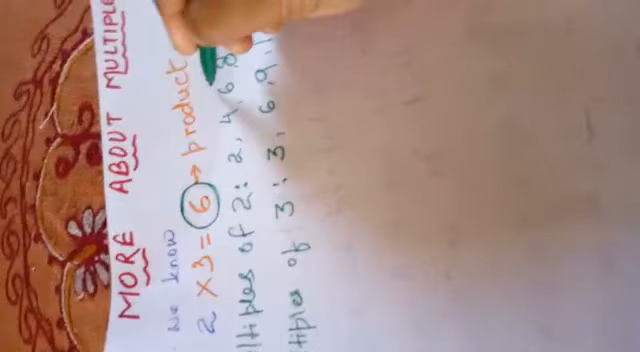 MORE ABOUT MULTIPLE
We know
2 × 3 = 6 → product
ltiples of 2: 2, 4, 6, 8
tiples of 3: 3, 6, 9, 1